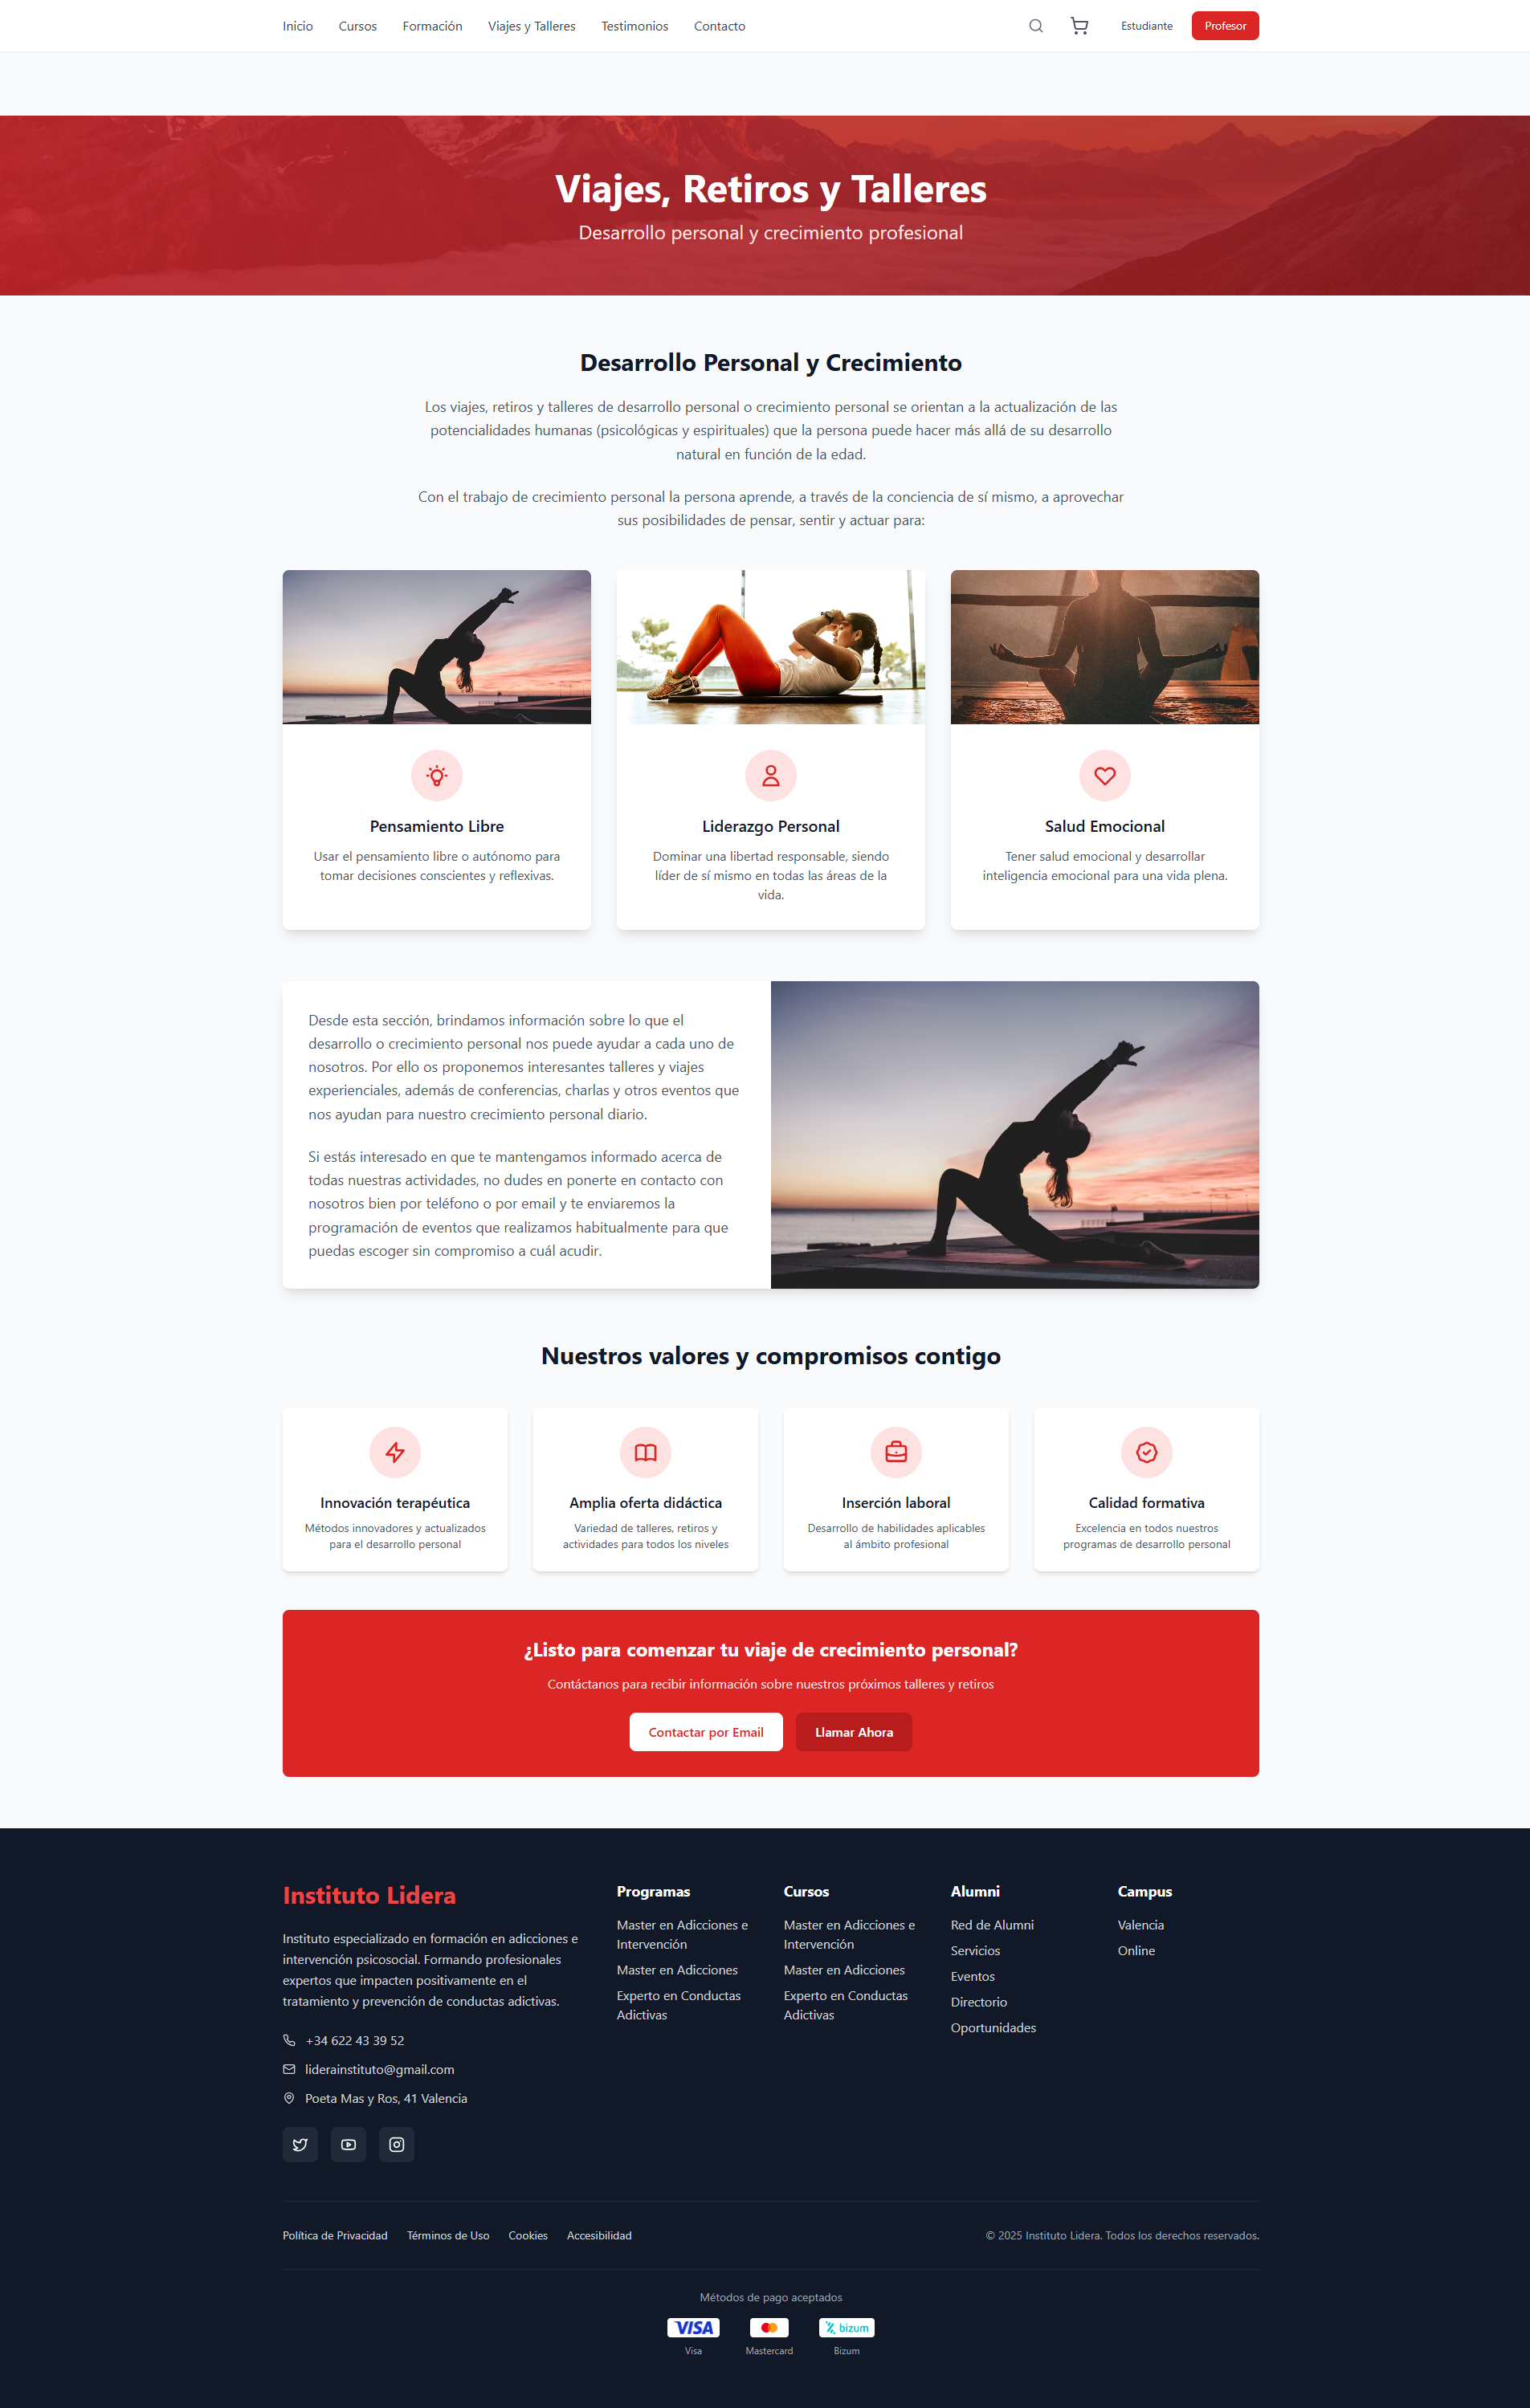 Inicio
Cursos
Formación
Viajes y Talleres
Testimonios
Contacto
Estudiante
Profesor
Viajes, Retiros y Talleres
Desarrollo personal y crecimiento profesional
Desarrollo Personal y Crecimiento
Los viajes, retiros y talleres de desarrollo personal o crecimiento personal se orientan a la actualización de las
potencialidades humanas (psicológicas y espirituales) que la persona puede hacer más allá de su desarrollo
natural en función de la edad.
Con el trabajo de crecimiento personal la persona aprende, a través de la conciencia de sí mismo, a aprovechar
sus posibilidades de pensar, sentir y actuar para:
Pensamiento Libre
Usar el pensamiento libre o autónomo para
tomar decisiones conscientes y reflexivas.
Liderazgo Personal
Dominar una libertad responsable, siendo
líder de sí mismo en todas las áreas de la
vida.
Salud Emocional
Tener salud emocional y desarrollar
inteligencia emocional para una vida plena.
Desde esta sección, brindamos información sobre lo que el
desarrollo o crecimiento personal nos puede ayudar a cada uno de
nosotros. Por ello os proponemos interesantes talleres y viajes
experienciales, además de conferencias, charlas y otros eventos que
nos ayudan para nuestro crecimiento personal diario.
Si estás interesado en que te mantengamos informado acerca de
todas nuestras actividades, no dudes en ponerte en contacto con
nosotros bien por teléfono o por email y te enviaremos la
programación de eventos que realizamos habitualmente para que
puedas escoger sin compromiso a cuál acudir.
Nuestros valores y compromisos contigo
Innovación terapéutica
Métodos innovadores y actualizados
para el desarrollo personal
Amplia oferta didáctica
Variedad de talleres, retiros y
actividades para todos los niveles
Inserción laboral
Desarrollo de habilidades aplicables
al ámbito profesional
Calidad formativa
Excelencia en todos nuestros
programas de desarrollo personal
¿Listo para comenzar tu viaje de crecimiento personal?
Contáctanos para recibir información sobre nuestros próximos talleres y retiros
Contactar por Email
Llamar Ahora
Instituto Lidera
Instituto especializado en formación en adicciones e
intervención psicosocial. Formando profesionales
expertos que impacten positivamente en el
tratamiento y prevención de conductas adictivas.
+34 622 43 39 52
liderainstituto@gmail.com
Poeta Mas y Ros, 41 Valencia
Programas
Master en Adicciones e
Intervención
Master en Adicciones
Experto en Conductas
Adictivas
Cursos
Master en Adicciones e
Intervención
Master en Adicciones
Experto en Conductas
Adictivas
Alumni
Red de Alumni
Servicios
Eventos
Directorio
Oportunidades
Campus
Valencia
Online
Política de Privacidad
Términos de Uso
Cookies
Accesibilidad
© 2025 Instituto Lidera. Todos los derechos reservados.
Métodos de pago aceptados
VISA
bizum
Visa
Mastercard
Bizum